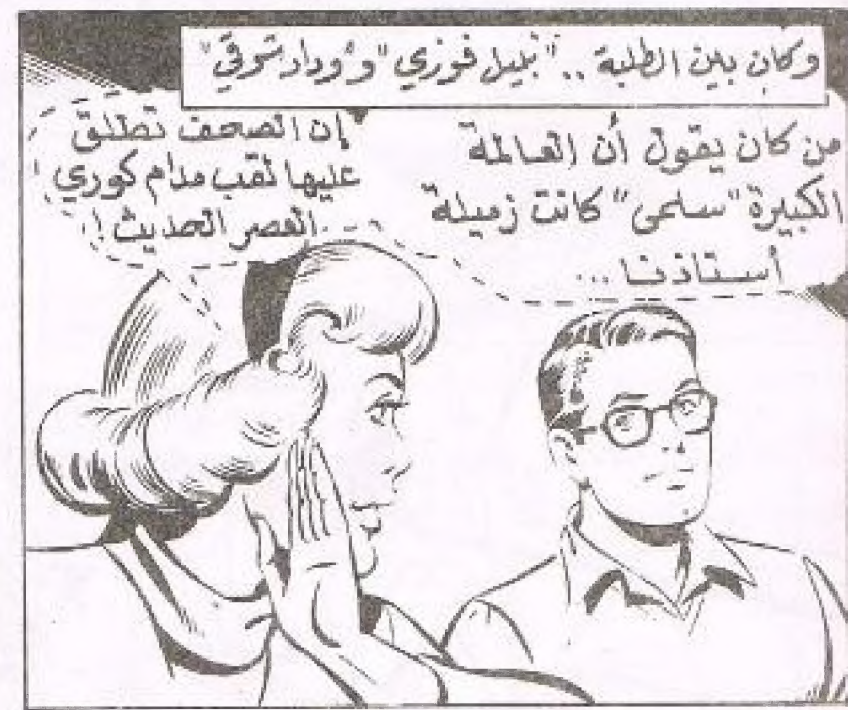 وكان بين الطلبة .. "نبيل فوزي" و "وداد شوقي"
من كان يقول أن العالمة
الكبيرة "سلمى" كانت زميلة
أستاذنا ...
إن الصحف تطلق
عليها لقب مدام كوري
العصر الحديث !